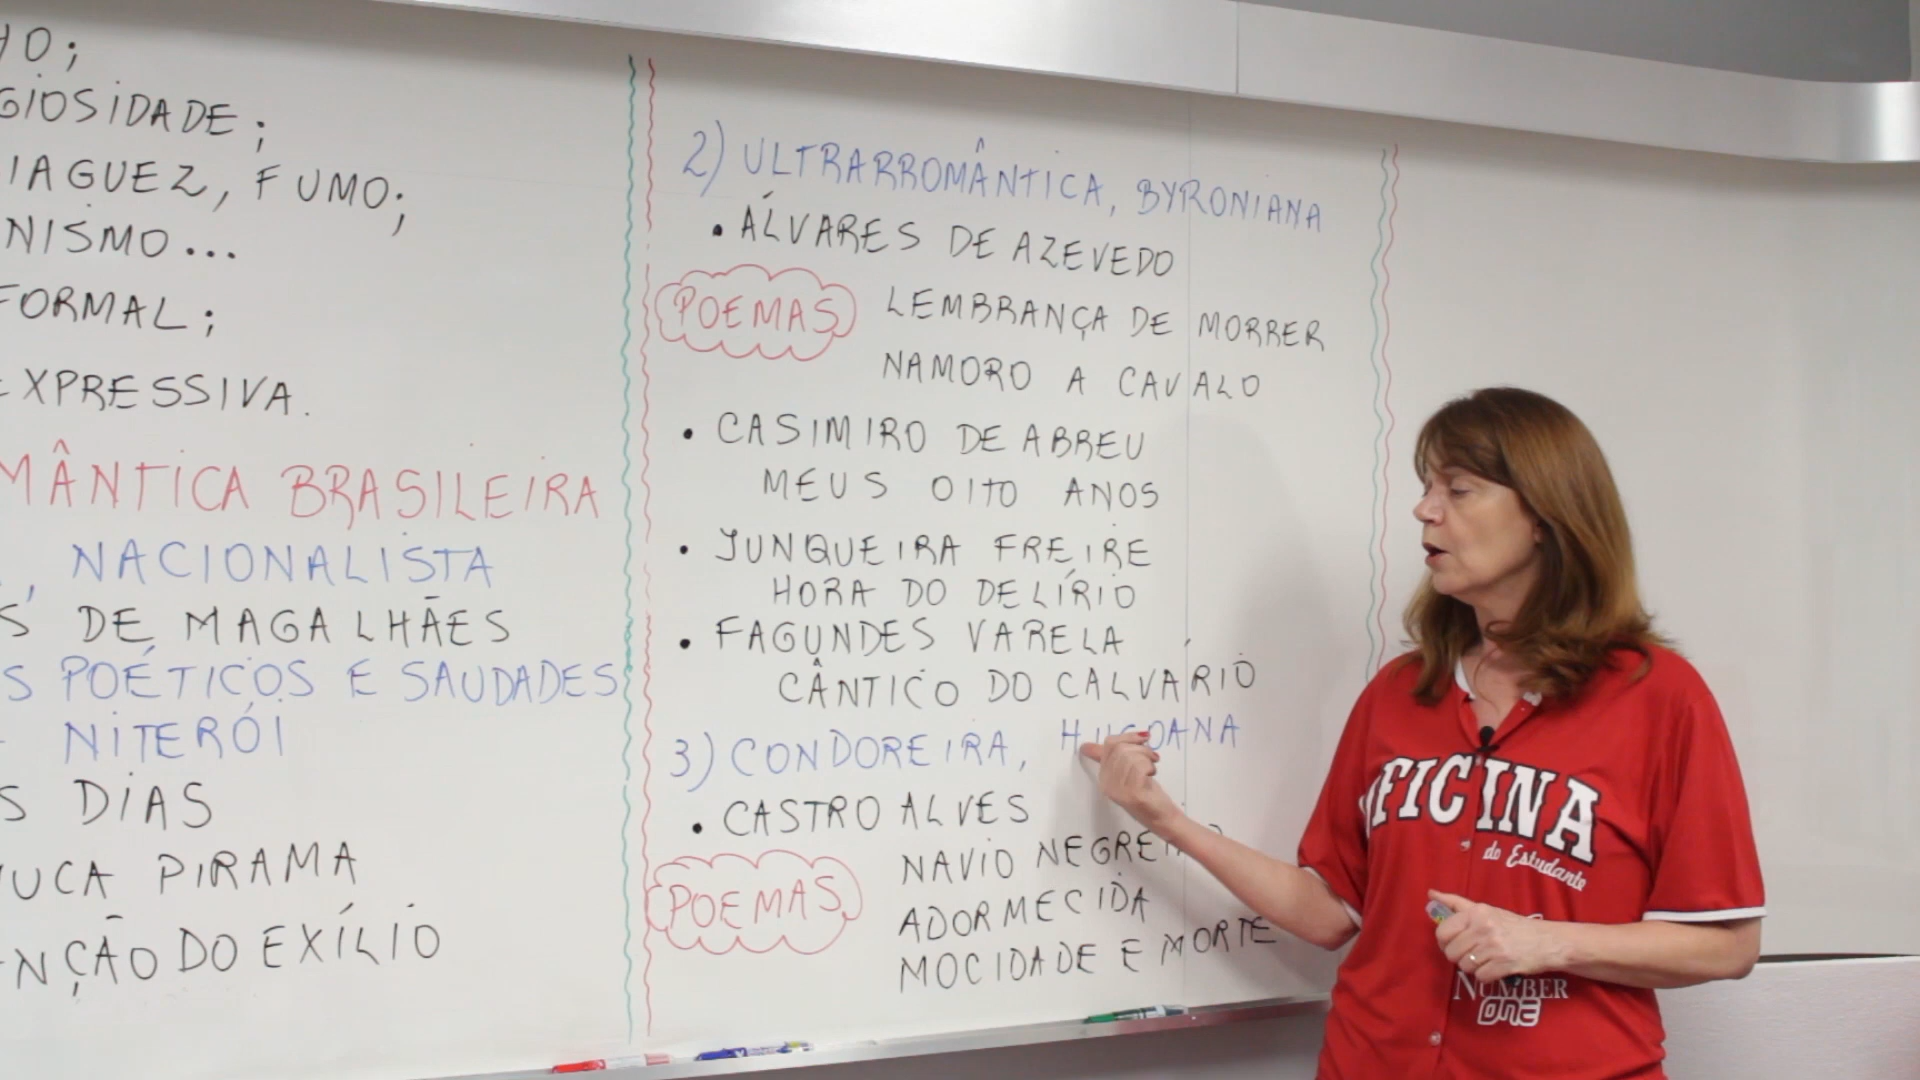 GIOSIDADE;
IAGUEZ, FUMO;
NISMO...
FORMAL;
EXPRESSIVA.
MÂNTICA BRASILEIRA
, NACIONALISTA
S DE MAGALHÃES
S POÉTICOS E SAUDADES
NITERÓI
S DIAS
UCA PIRAMA
NÇÃO DO EXÍLIO
2) ULTRARROMÂNTICA, BYRONIANA
• ÁLVARES DE AZEVEDO
POEMAS LEMBRANÇA DE MORRER
NAMORO A CAVALO
• CASIMIRO DE ABREU
MEUS OITO ANOS
• JUNQUEIRA FREIRE
HORA DO DELÍRIO
• FAGUNDES VARELA
CÂNTICO DO CALVÁRIO
3) CONDOREIRA, HUGOANA
• CASTRO ALVES
NAVIO NEGREI
POEMAS ADORMECIDA
MOCIDADE E MORTE
OFICINA
do Estudante
NUMBER
ONE